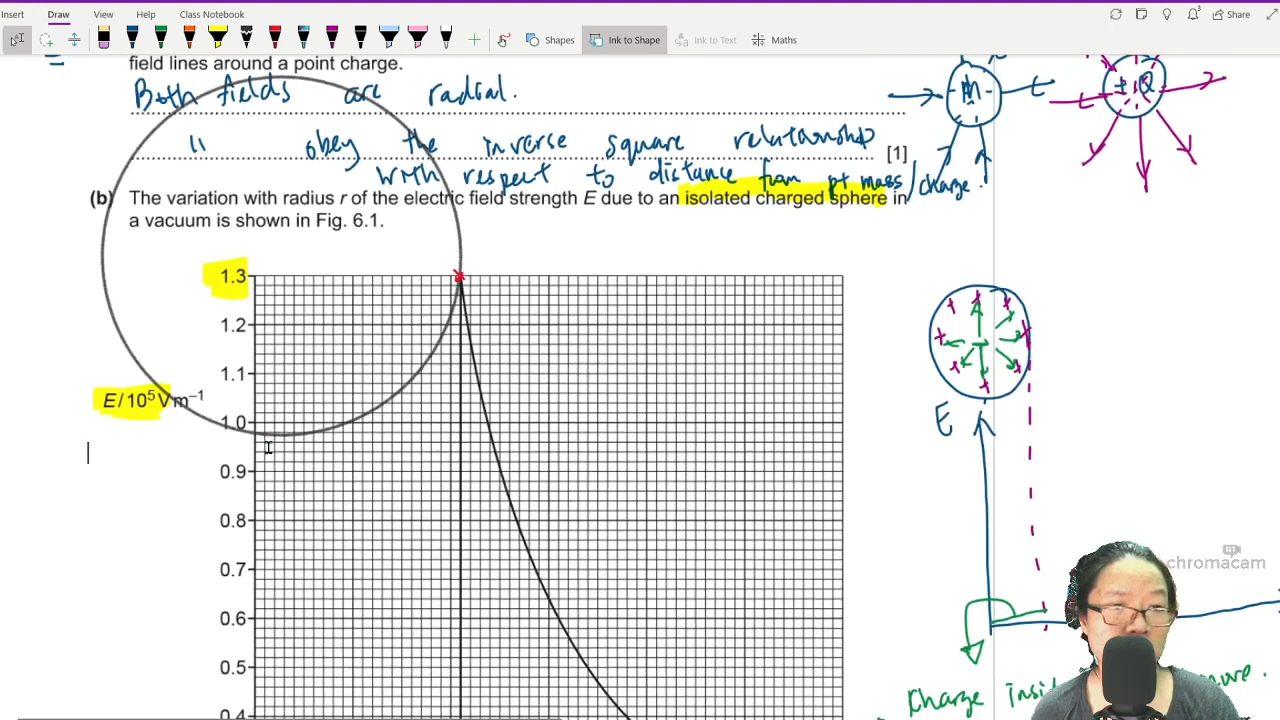 Insert Draw View Help Class Notebook
Share
Shapes Ink to Shape Ink to Text Maths
field lines around a point charge.
Both fields are radial.
M
+Q
" obey the inverse square relationship [1]
with respect to distance from pt mass/charge.
(b) The variation with radius r of the electric field strength E due to an isolated charged sphere in
a vacuum is shown in Fig. 6.1.
1.3
1.2
1.1
E/10⁵ V m⁻¹
1.0
E
0.9
0.8
0.7
chromacam
0.6
0.5
Charge
0.4